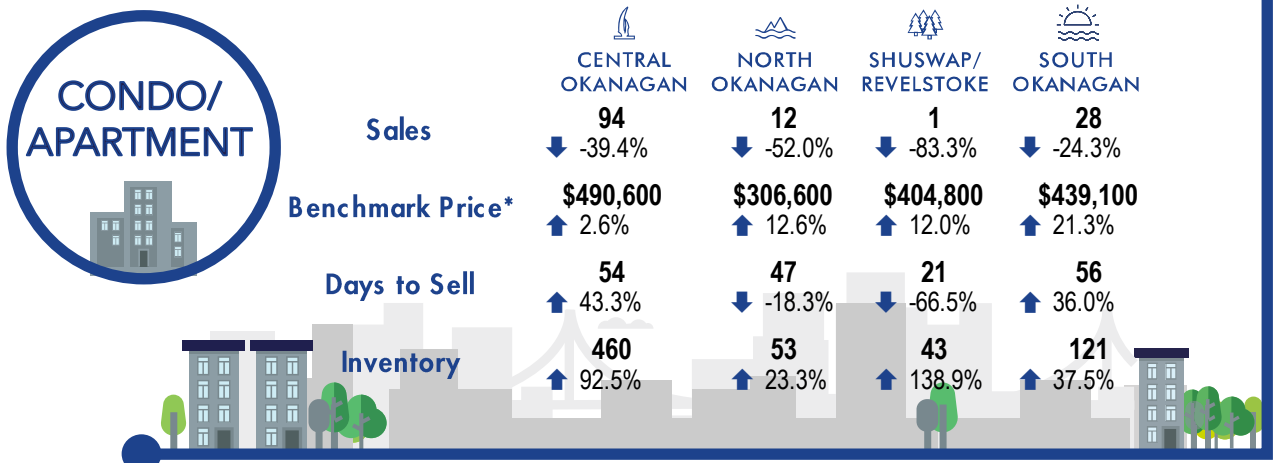 CONDO/
APARTMENT
CENTRAL OKANAGAN NORTH OKANAGAN SHUSWAP/ REVELSTOKE SOUTH OKANAGAN
Sales 94 12 1 28
-39.4% -52.0% -83.3% -24.3%
Benchmark Price* $490,600 $306,600 $404,800 $439,100
2.6% 12.6% 12.0% 21.3%
Days to Sell 54 47 21 56
43.3% -18.3% -66.5% 36.0%
Inventory 460 53 43 121
92.5% 23.3% 138.9% 37.5%